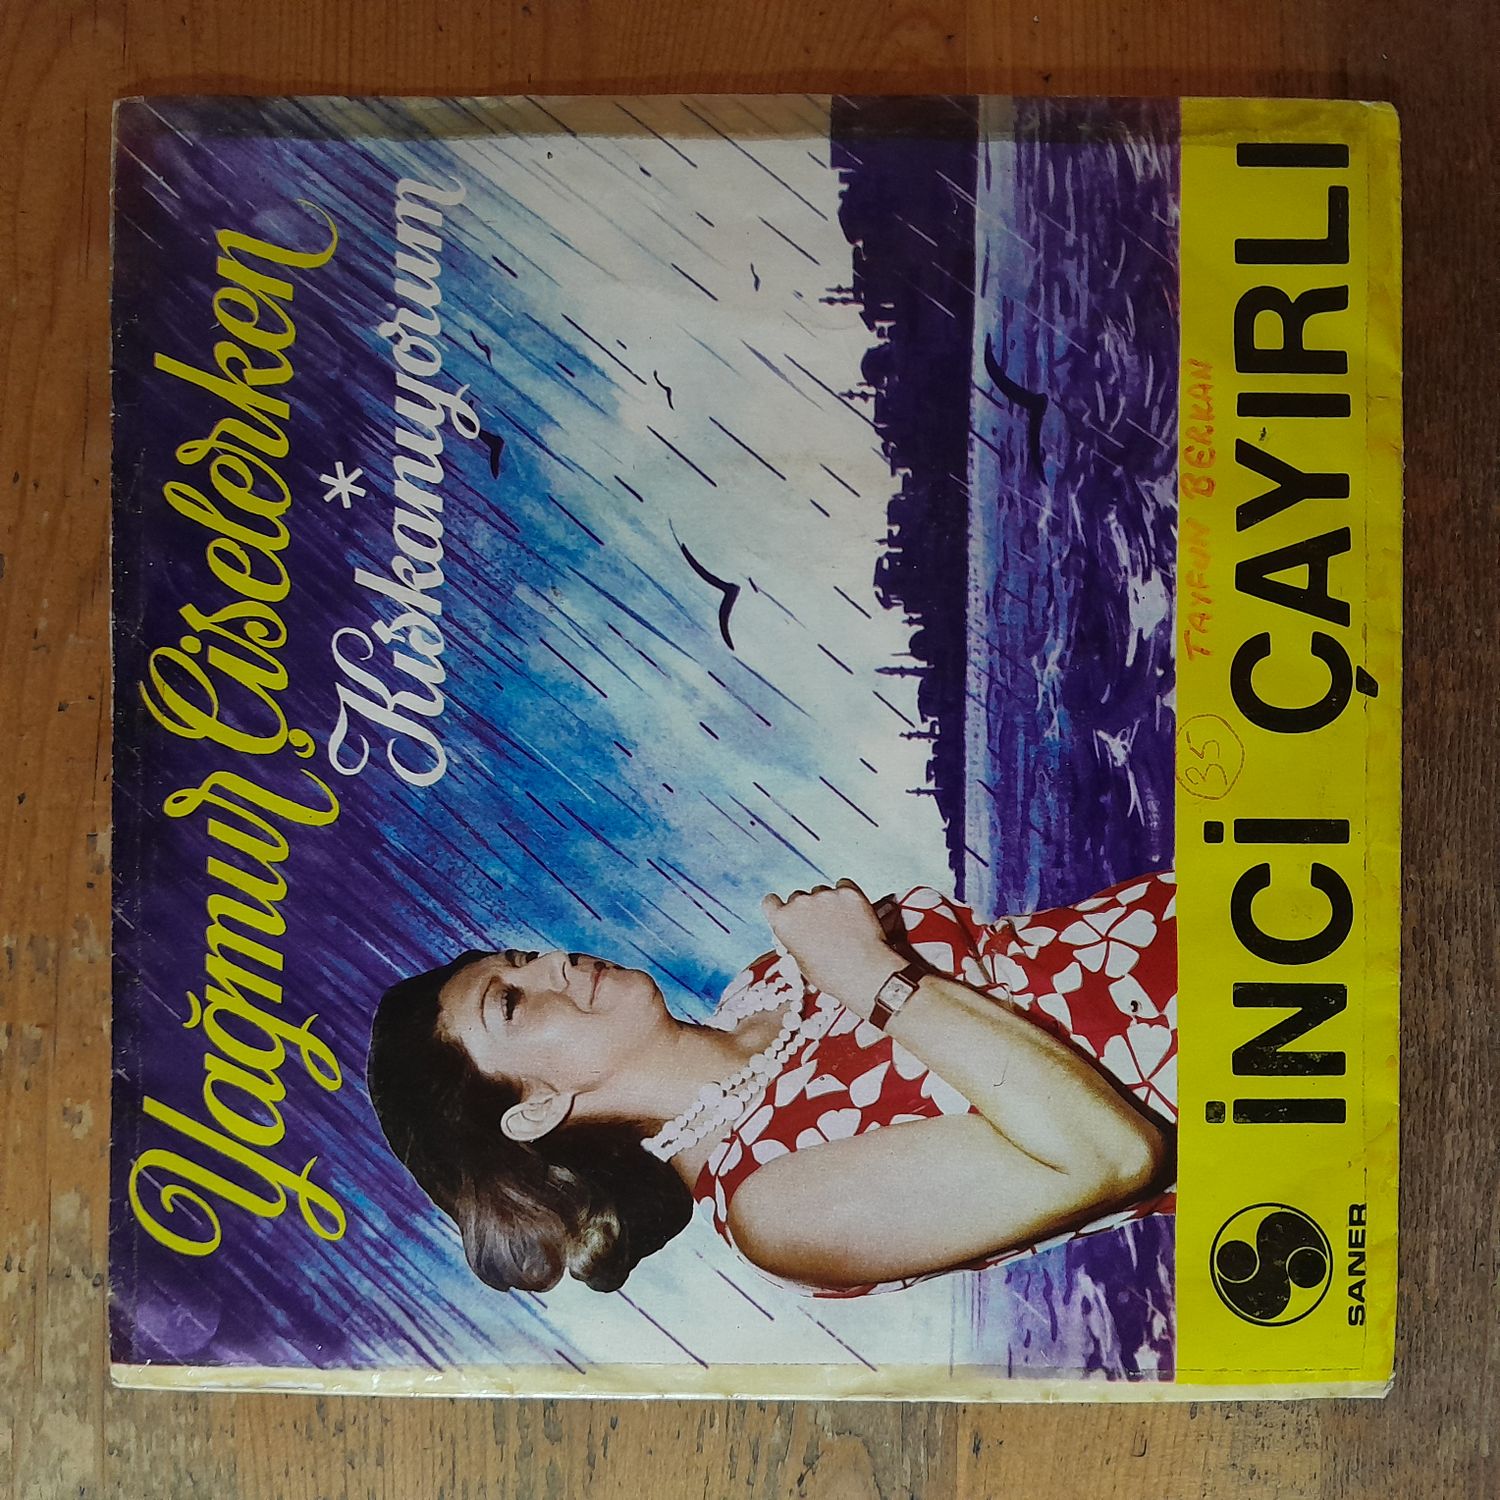 Yağmur Çiselerken
*
Kıskanıyorum
TAYFUN BERKAN
35
İNCİ ÇAYIRLI
SANER